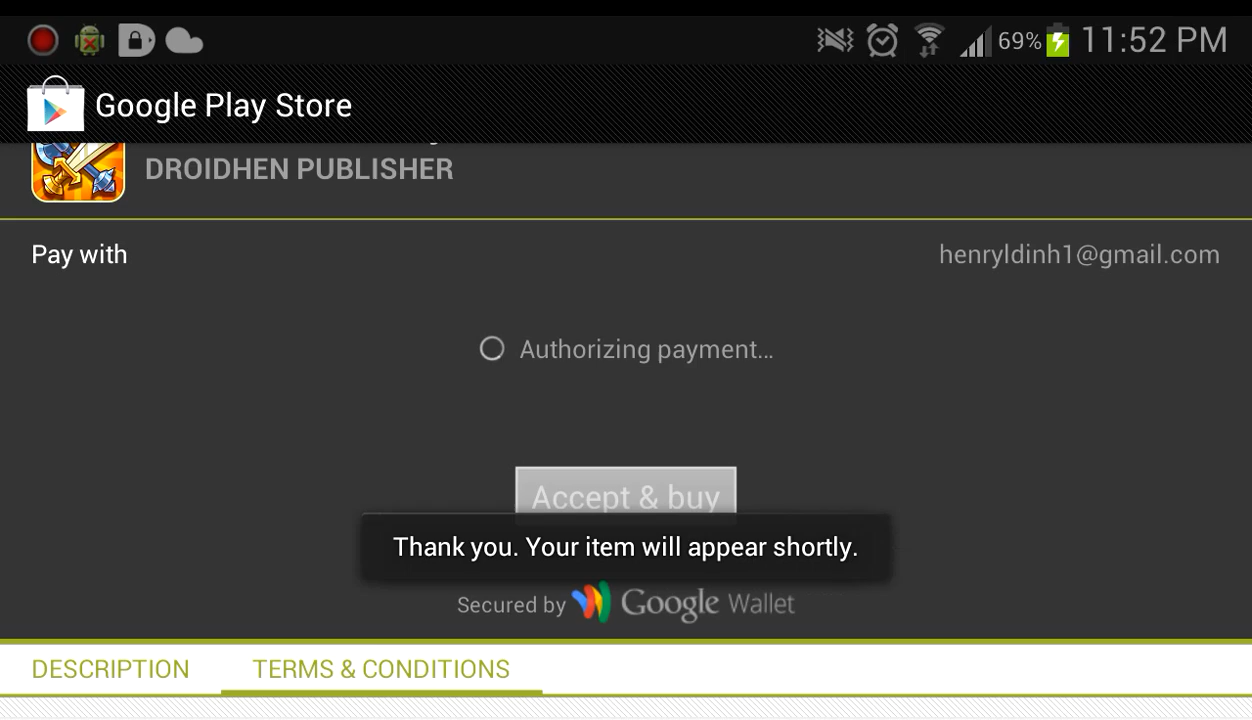 69% 11:52 PM
Google Play Store
DROIDHEN PUBLISHER
Pay with henryldinh1@gmail.com
Authorizing payment...
Accept & buy
Thank you. Your item will appear shortly.
Secured by Google Wallet
DESCRIPTION TERMS & CONDITIONS